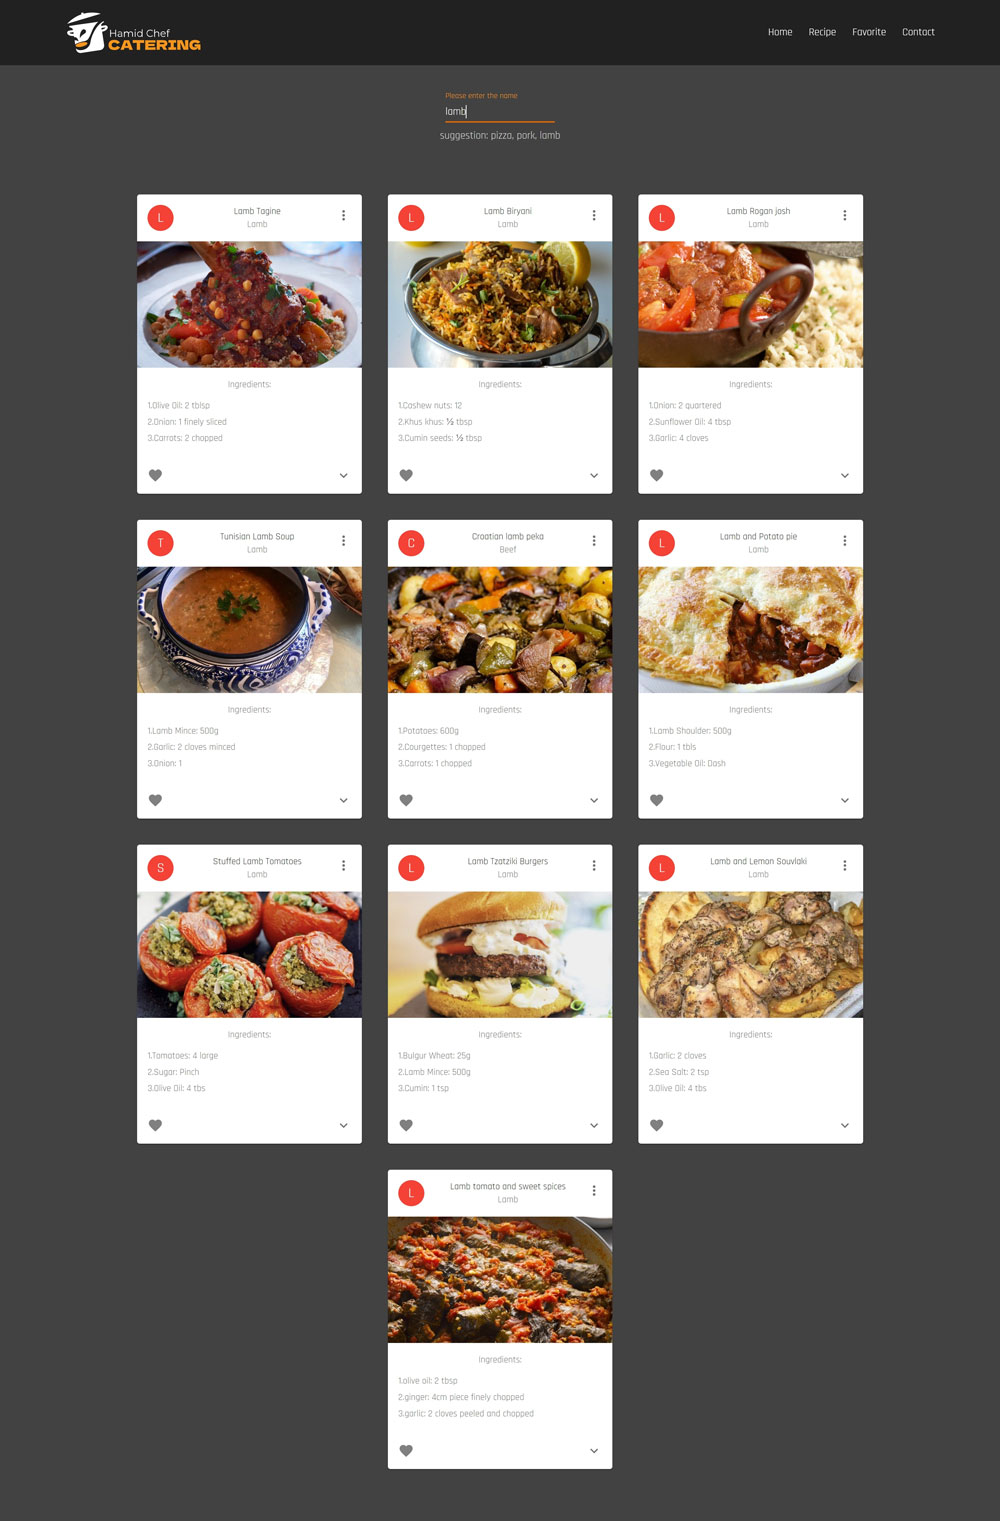 Hamid Chef
CATERING
Home Recipe Favorite Contact
Please enter the name
lamb
suggestion: pizza, pork, lamb
L
Lamb Tagine
Lamb
Ingredients:
1.Olive Oil: 2 tblsp
2.Onion: 1 finely sliced
3.Carrots: 2 chopped
L
Lamb Biryani
Lamb
Ingredients:
1.Cashew nuts: 12
2.Khus khus: ½ tbsp
3.Cumin seeds: ½ tbsp
L
Lamb Rogan josh
Lamb
Ingredients:
1.Onion: 2 quartered
2.Sunflower Oil: 4 tbsp
3.Garlic: 4 cloves
T
Tunisian Lamb Soup
Lamb
Ingredients:
1.Lamb Mince: 500g
2.Garlic: 2 cloves minced
3.Onion: 1
C
Croatian lamb peka
Beef
Ingredients:
1.Potatoes: 600g
2.Courgettes: 1 chopped
3.Carrots: 1 chopped
L
Lamb and Potato pie
Lamb
Ingredients:
1.Lamb Shoulder: 500g
2.Flour: 1 tbls
3.Vegetable Oil: Dash
S
Stuffed Lamb Tomatoes
Lamb
Ingredients:
1.Tomatoes: 4 large
2.Sugar: Pinch
3.Olive Oil: 4 tbs
L
Lamb Tzatziki Burgers
Lamb
Ingredients:
1.Bulgur Wheat: 25g
2.Lamb Mince: 500g
3.Cumin: 1 tsp
L
Lamb and Lemon Souvlaki
Lamb
Ingredients:
1.Garlic: 2 cloves
2.Sea Salt: 2 tsp
3.Olive Oil: 4 tbs
L
Lamb tomato and sweet spices
Lamb
Ingredients:
1.olive oil: 2 tbsp
2.ginger: 4cm piece finely chopped
3.garlic: 2 cloves peeled and chopped